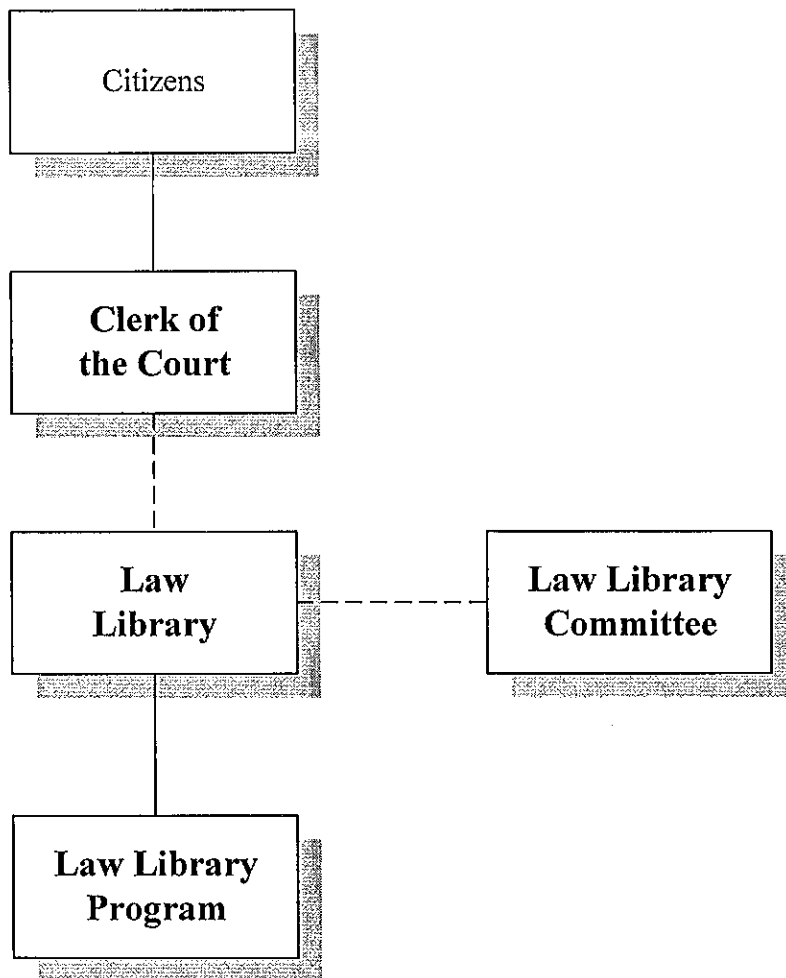 Citizens
Clerk of
the Court
Law
Library
Law Library
Committee
Law Library
Program